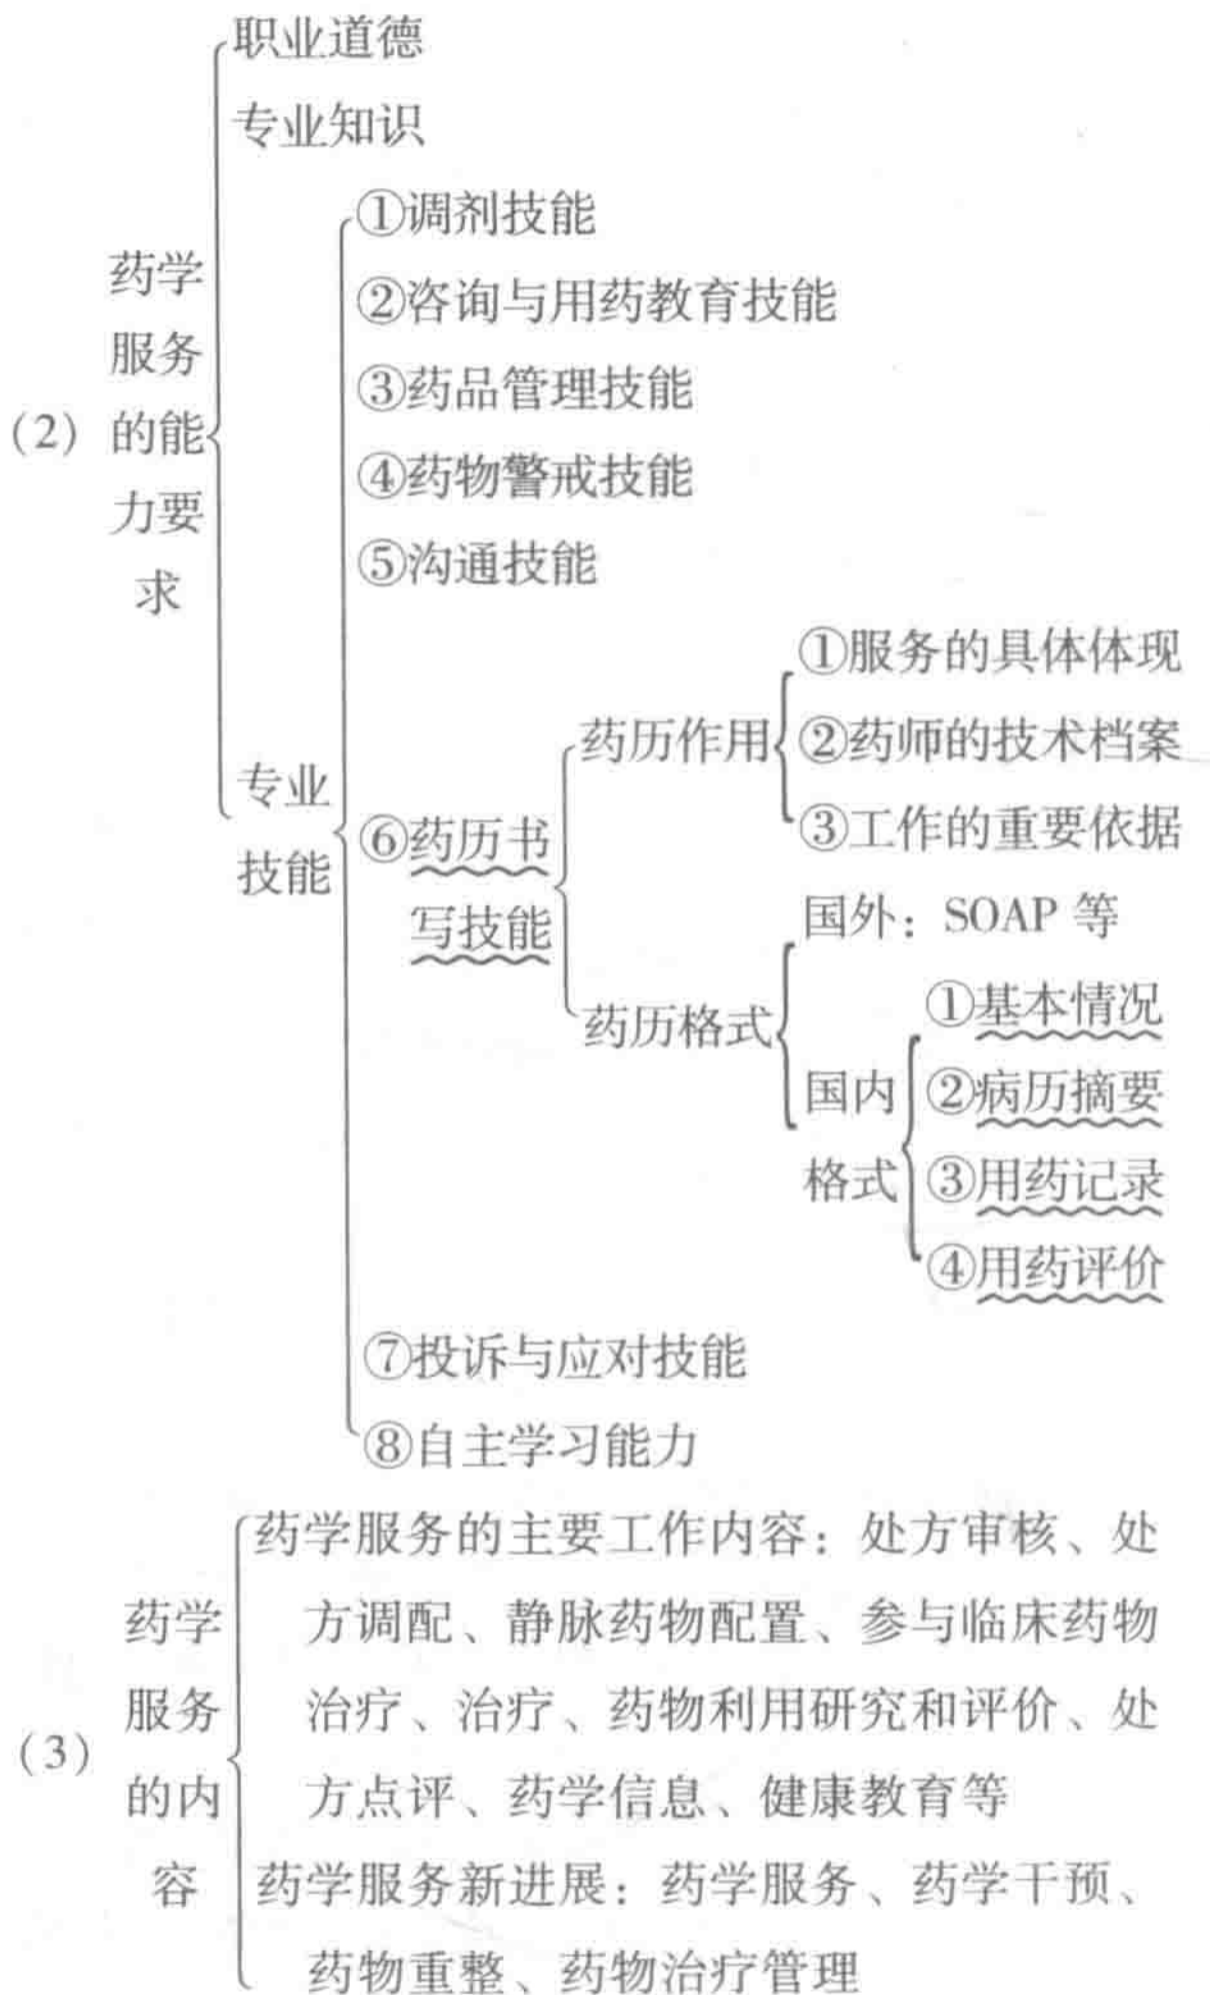 (2) 药学服务的能力要求
职业道德
专业知识
专业技能
①调剂技能
②咨询与用药教育技能
③药品管理技能
④药物警戒技能
⑤沟通技能
⑥药历书写技能
药历作用
①服务的具体体现
②药师的技术档案
③工作的重要依据
药历格式
国外：SOAP 等
国内格式
①基本情况
②病历摘要
③用药记录
④用药评价
⑦投诉与应对技能
⑧自主学习能力
(3) 药学服务的内容
药学服务的主要工作内容：处方审核、处
方调配、静脉药物配置、参与临床药物
治疗、治疗、药物利用研究和评价、处
方点评、药学信息、健康教育等
药学服务新进展：药学服务、药学干预、
药物重整、药物治疗管理